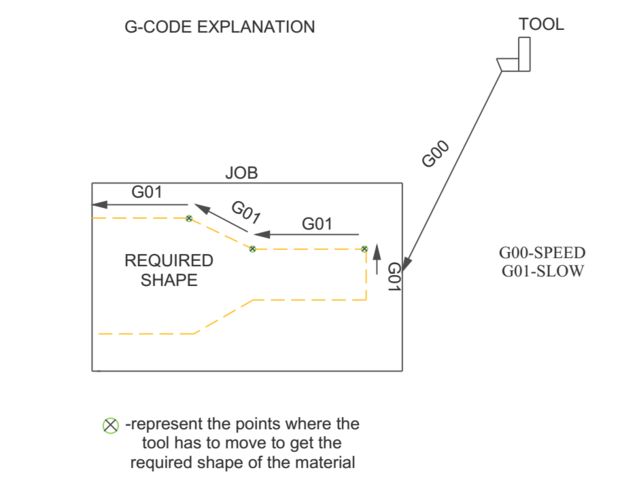 G-CODE EXPLANATION
TOOL
G00
JOB
G01
G01
G01
G01
REQUIRED
SHAPE
G00-SPEED
G01-SLOW
-represent the points where the
tool has to move to get the
required shape of the material